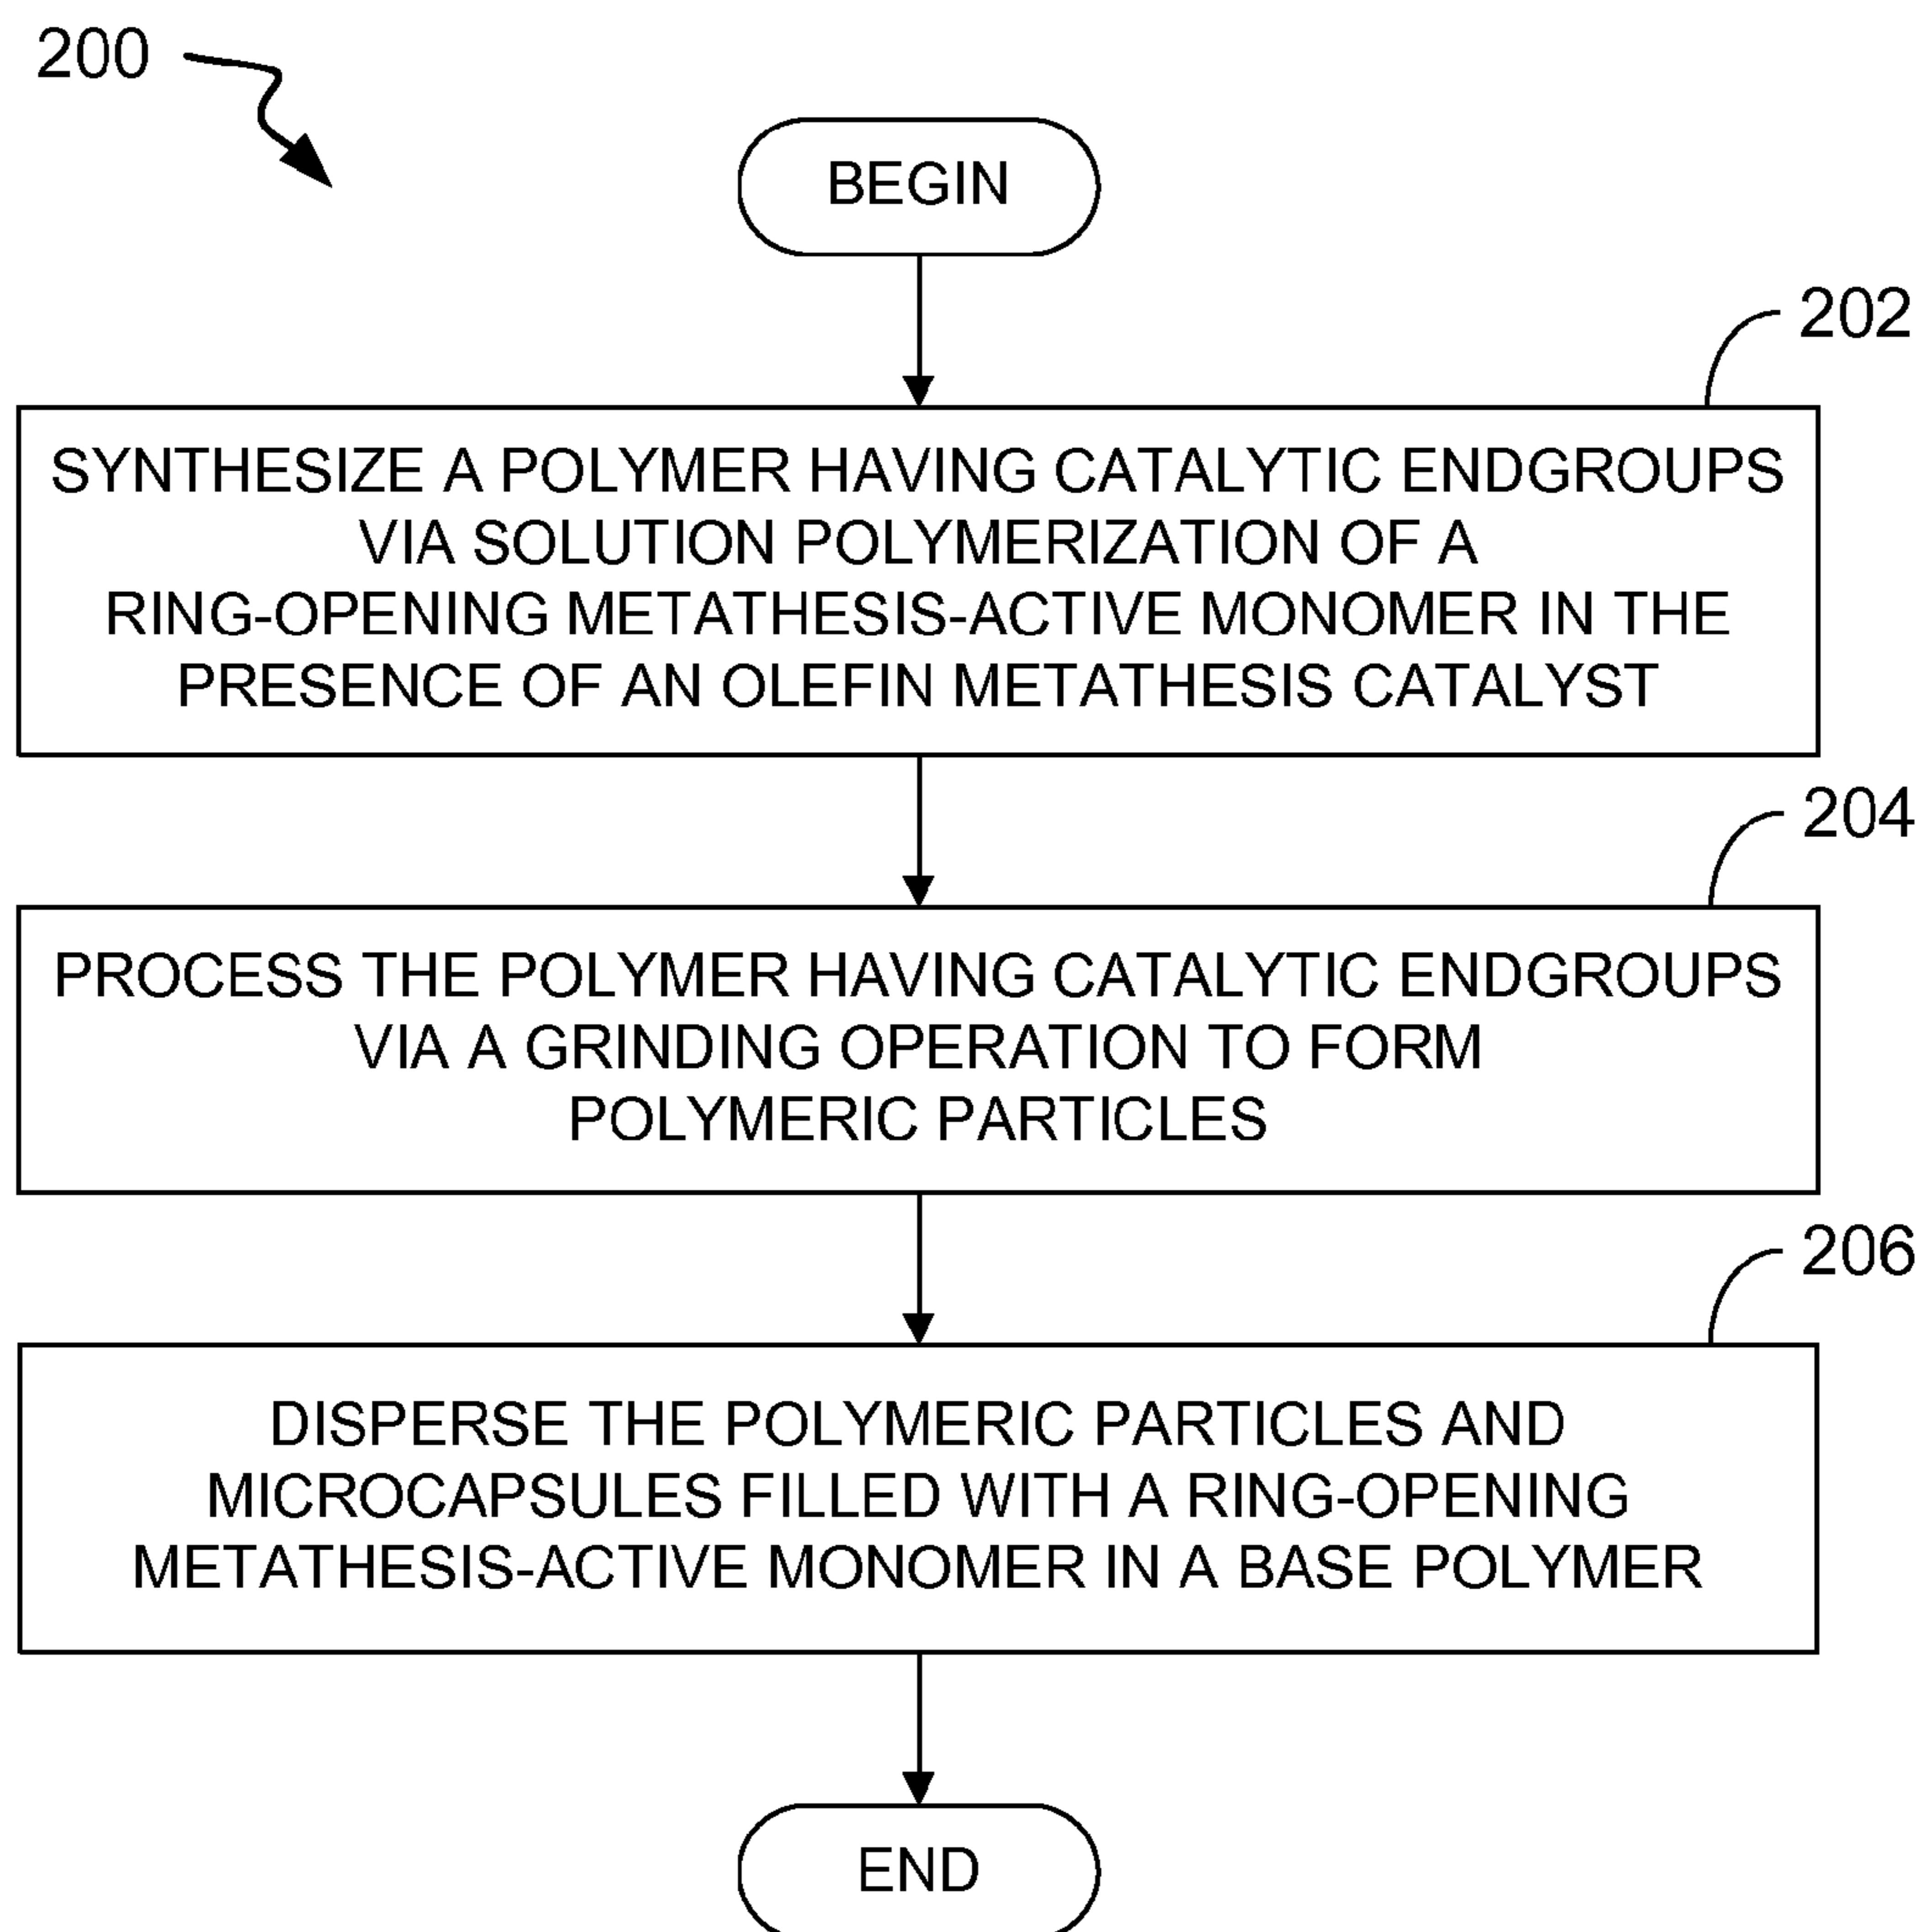 200
BEGIN
202
SYNTHESIZE A POLYMER HAVING CATALYTIC ENDGROUPS
VIA SOLUTION POLYMERIZATION OF A
RING-OPENING METATHESIS-ACTIVE MONOMER IN THE
PRESENCE OF AN OLEFIN METATHESIS CATALYST
204
PROCESS THE POLYMER HAVING CATALYTIC ENDGROUPS
VIA A GRINDING OPERATION TO FORM
POLYMERIC PARTICLES
206
DISPERSE THE POLYMERIC PARTICLES AND
MICROCAPSULES FILLED WITH A RING-OPENING
METATHESIS-ACTIVE MONOMER IN A BASE POLYMER
END